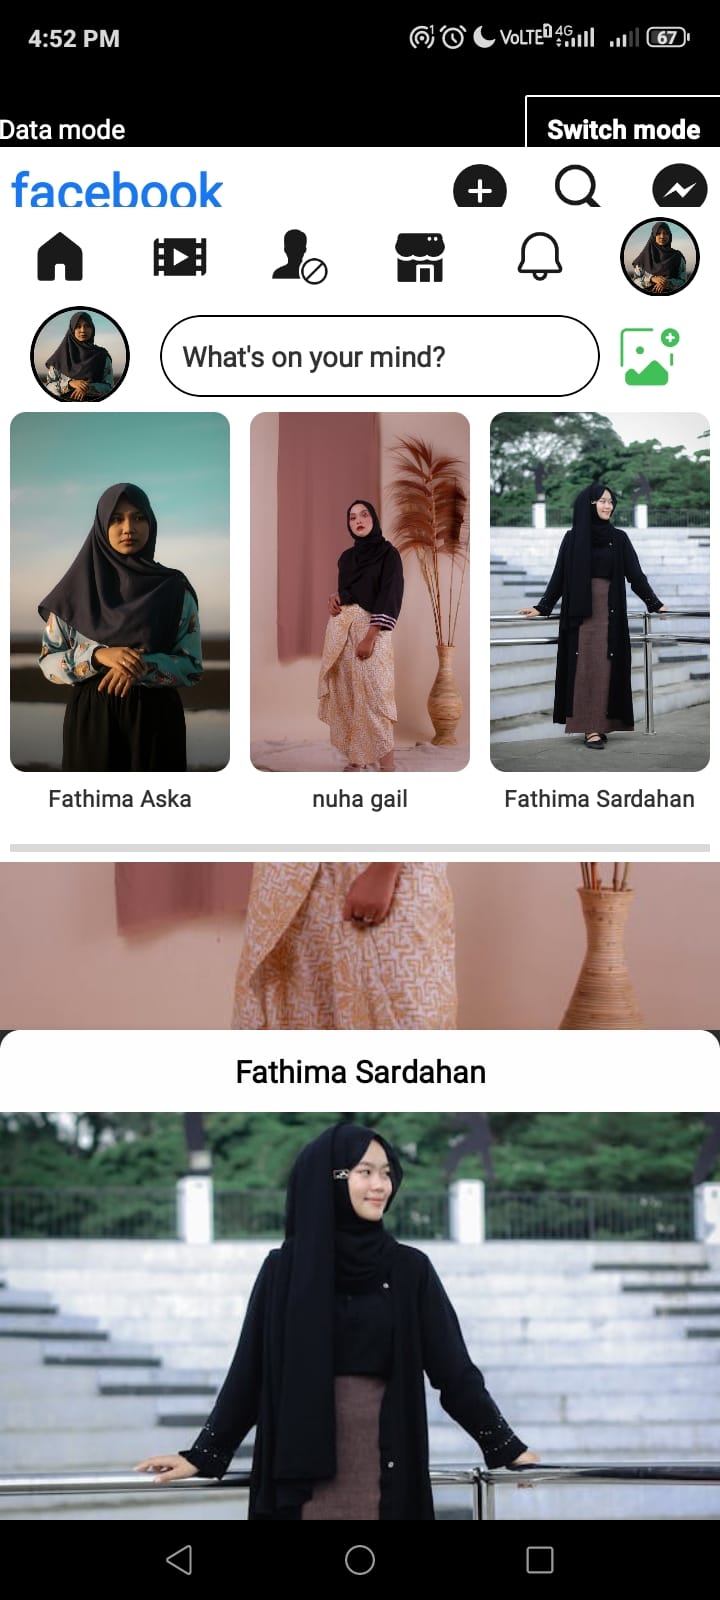 4:52 PM
VoLTE 4G 67
Data mode
Switch mode
facebook
What's on your mind?
Fathima Aska
nuha gail
Fathima Sardahan
Fathima Sardahan